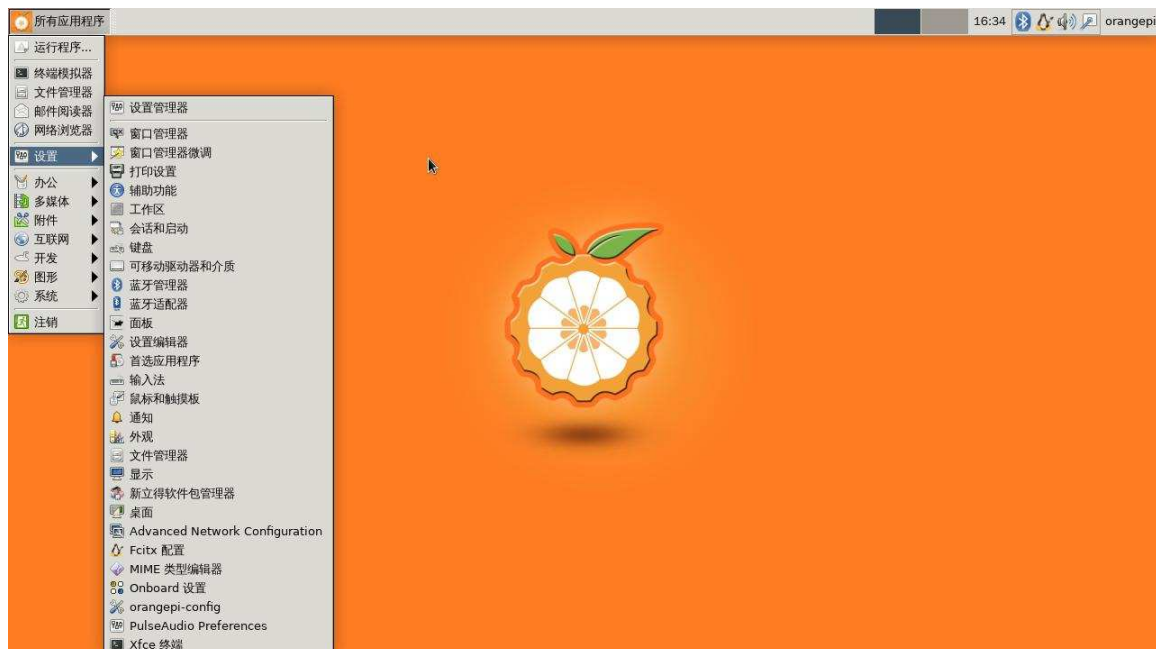 所有应用程序
16:34
orangepi
运行程序...
终端模拟器
文件管理器
邮件阅读器
网络浏览器
设置
办公
多媒体
附件
互联网
开发
图形
系统
注销
设置管理器
窗口管理器
窗口管理器微调
打印设置
辅助功能
工作区
会话和启动
键盘
可移动驱动器和介质
蓝牙管理器
蓝牙适配器
面板
设置编辑器
首选应用程序
输入法
鼠标和触摸板
通知
外观
文件管理器
显示
新立得软件包管理器
桌面
Advanced Network Configuration
Fcitx 配置
MIME 类型编辑器
Onboard 设置
orangepi-config
PulseAudio Preferences
Xfce 终端